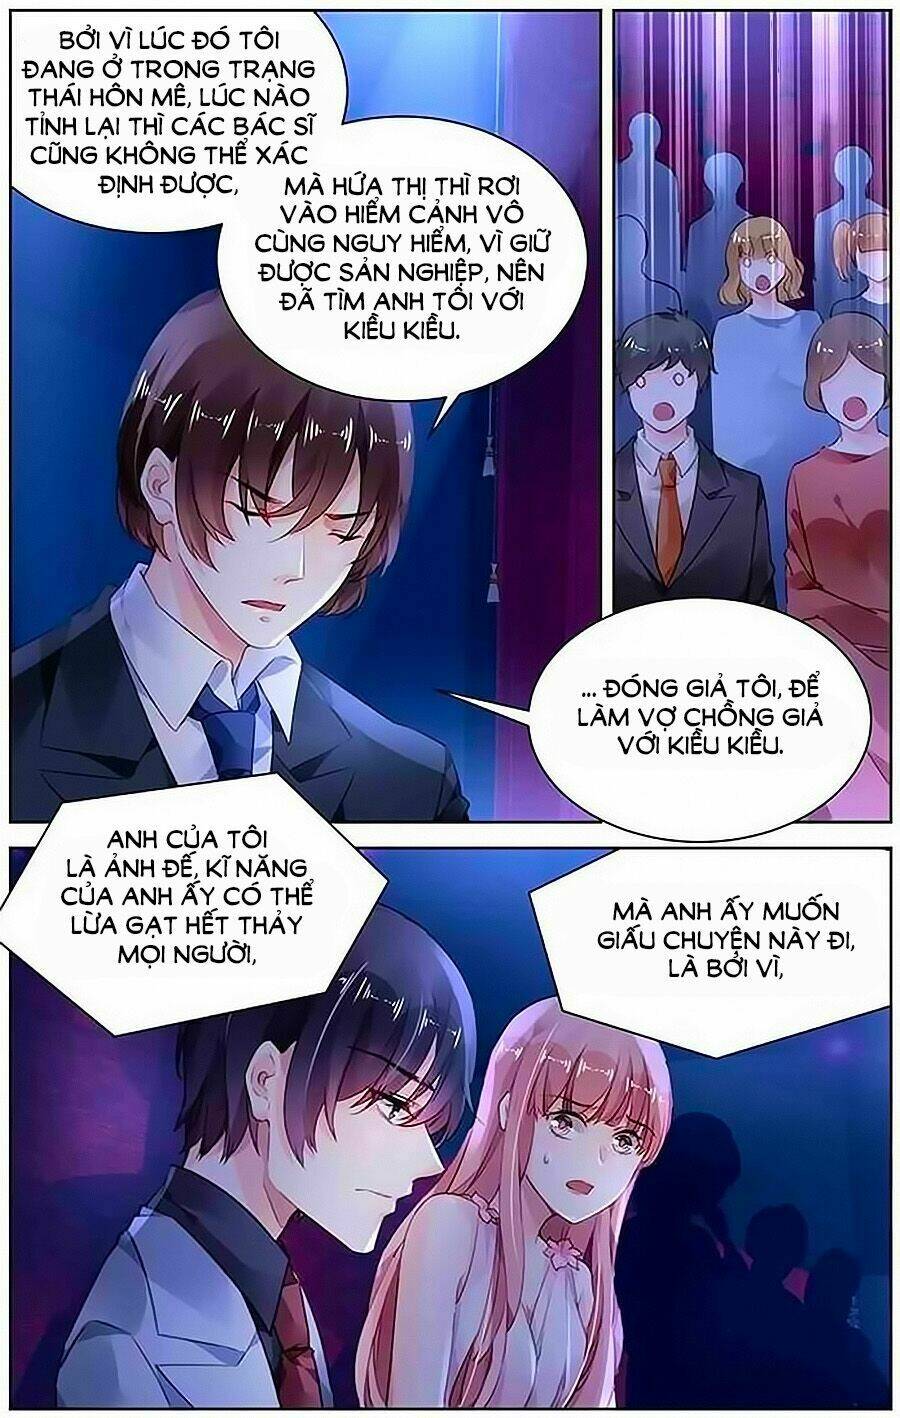 BỞI VÌ LÚC ĐÓ TÔI
ĐANG Ở TRONG TRẠNG
THÁI HÔN MÊ, LÚC NÀO
TỈNH LẠI THÌ CÁC BÁC SĨ
CŨNG KHÔNG THỂ XÁC
ĐỊNH ĐƯỢC,
MÀ HỨA THỊ THÌ RƠI
VÀO HIỂM CẢNH VÔ
CÙNG NGUY HIỂM, VÌ GIỮ
ĐƯỢC SẢN NGHIỆP, NÊN
ĐÃ TÌM ANH TÔI VỚI
KIỀU KIỀU.
... ĐÓNG GIẢ TÔI, ĐỂ
LÀM VỢ CHỒNG GIẢ
VỚI KIỀU KIỀU.
ANH CỦA TÔI
LÀ ẢNH ĐẾ, KĨ NĂNG
CỦA ANH ẤY CÓ THỂ
LỪA GẠT HẾT THẢY
MỌI NGƯỜI,
MÀ ANH ẤY MUỐN
GIẤU CHUYỆN NÀY ĐI,
LÀ BỞI VÌ,